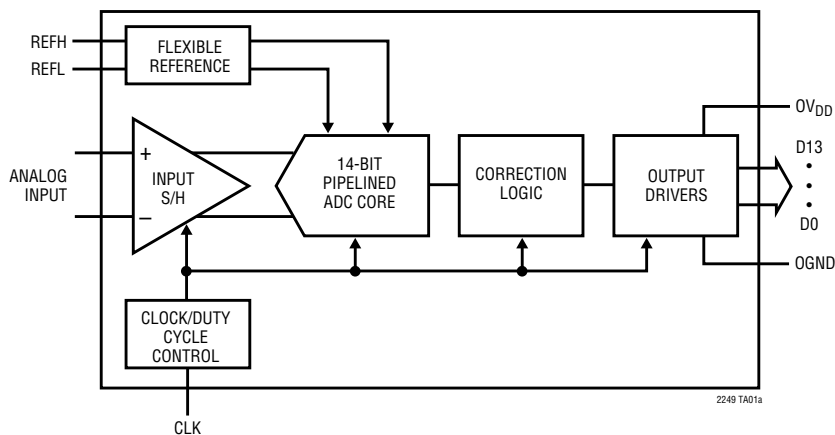 REFH
REFL
FLEXIBLE
REFERENCE
ANALOG
INPUT
+
–
INPUT
S/H
14-BIT
PIPELINED
ADC CORE
CORRECTION
LOGIC
OUTPUT
DRIVERS
OVDD
D13
•
•
•
D0
OGND
CLOCK/DUTY
CYCLE
CONTROL
CLK
2249 TA01a